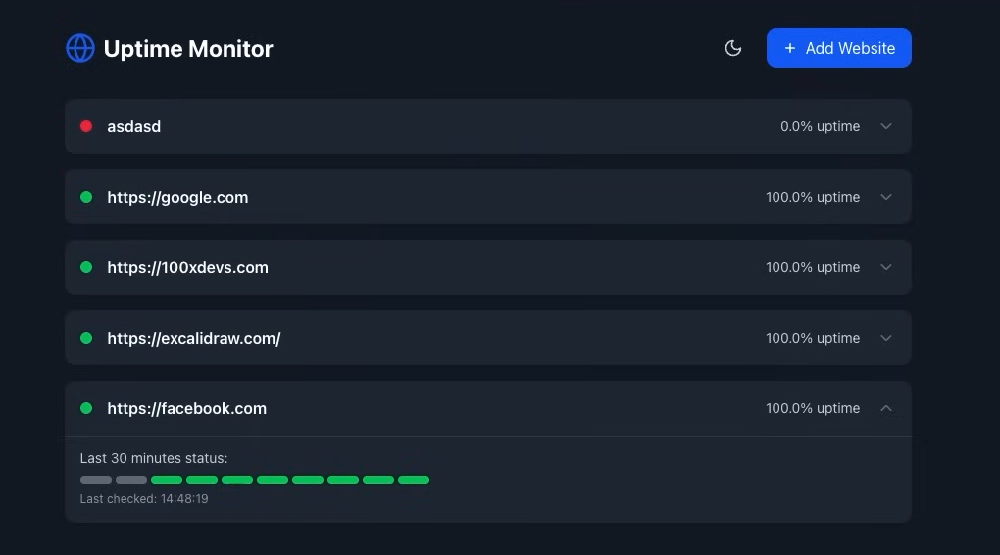 Uptime Monitor
+ Add Website
asdasd 0.0% uptime
https://google.com 100.0% uptime
https://100xdevs.com 100.0% uptime
https://excalidraw.com/ 100.0% uptime
https://facebook.com 100.0% uptime
Last 30 minutes status:
Last checked: 14:48:19